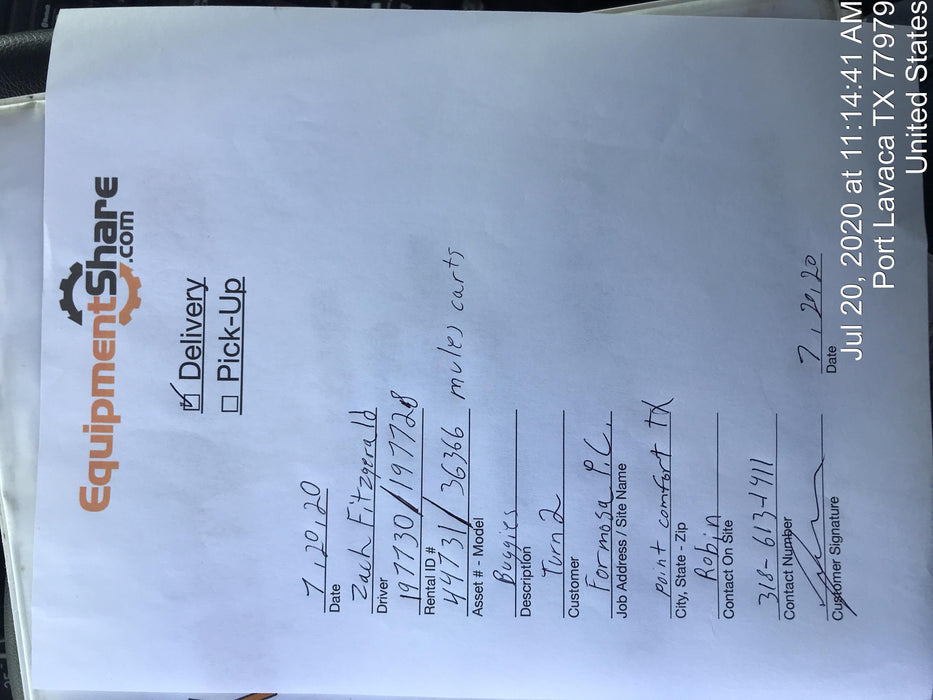 EquipmentShare
.com
☑ Delivery
☐ Pick-Up
7,20,20
Date
Zach Fitzgerald
Driver
197730/197728
Rental ID #
44731/36366 mules carts
Asset # - Model
Buggies
Description
Turn 2
Customer
Formosa P.C.
Job Address / Site Name
point comfort TX
City, State - Zip
Robin
Contact On Site
318-613-1411
Contact Number
Customer Signature
7,20,20
Date
Jul 20, 2020 at 11:14:41 AM
Port Lavaca TX 77979
United States